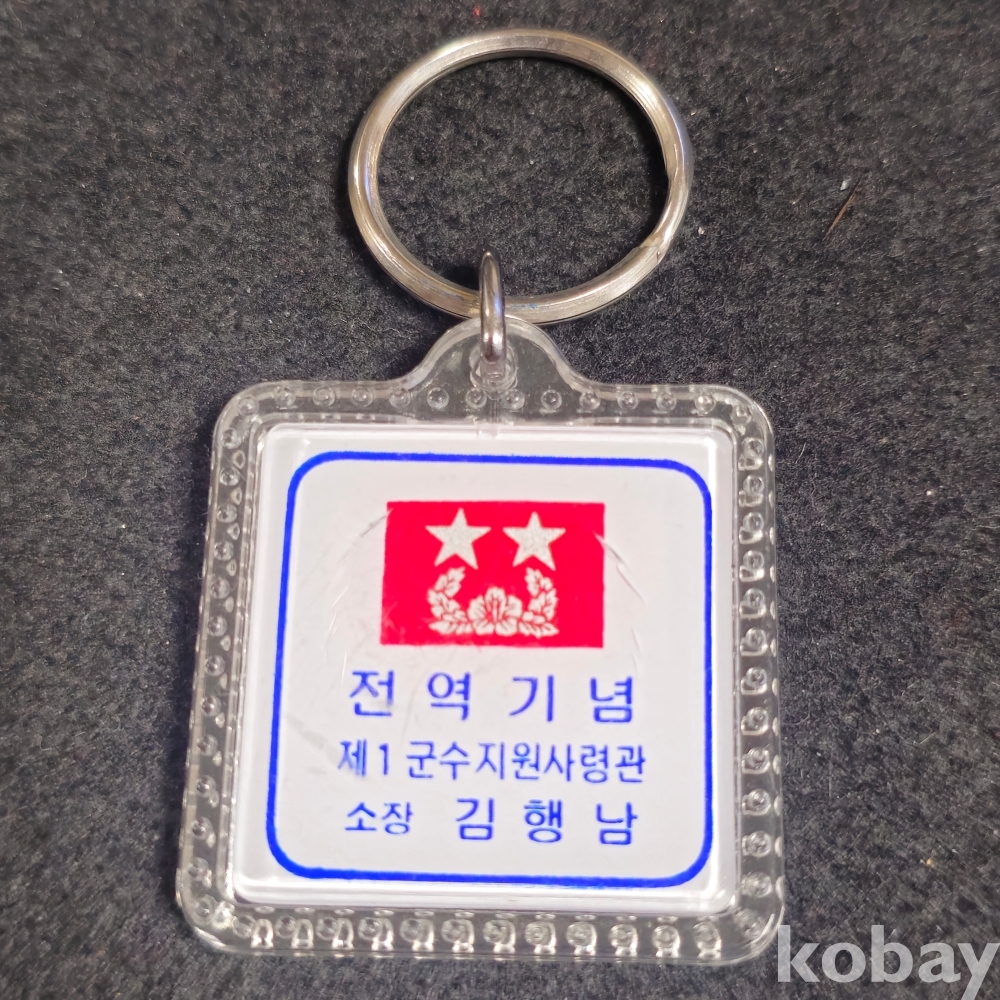 전역기념
제1군수지원사령관
소장 김행남
kobay